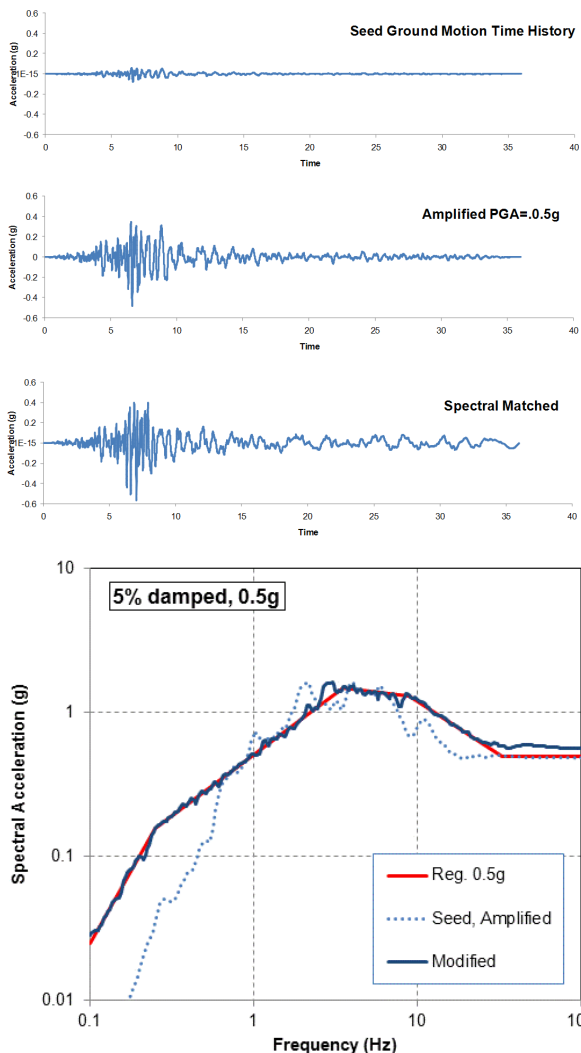 Seed Ground Motion Time History
Acceleration (g)
0.6
0.4
0.2
1E-15
-0.2
-0.4
-0.6
0 5 10 15 20 25 30 35 40
Time
Amplified PGA=.0.5g
Acceleration (g)
0.6
0.4
0.2
0
-0.2
-0.4
-0.6
0 5 10 15 20 25 30 35 40
Time
Spectral Matched
Acceleration (g)
0.6
0.4
0.2
1E-15
-0.2
-0.4
-0.6
0 5 10 15 20 25 30 35 40
Time
5% damped, 0.5g
Spectral Acceleration (g)
10
1
0.1
0.01
Reg. 0.5g
Seed, Amplified
Modified
0.1 1 10 100
Frequency (Hz)